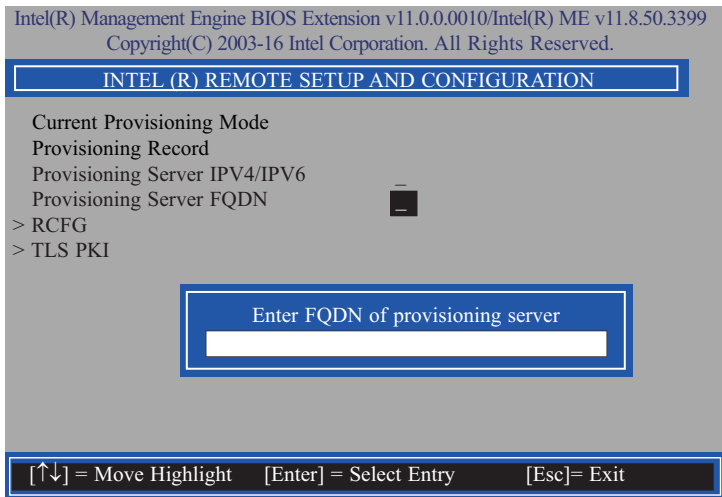 Intel(R) Management Engine BIOS Extension v11.0.0.0010/Intel(R) ME v11.8.50.3399
Copyright(C) 2003-16 Intel Corporation. All Rights Reserved.
INTEL (R) REMOTE SETUP AND CONFIGURATION
Current Provisioning Mode
Provisioning Record
Provisioning Server IPV4/IPV6 _
Provisioning Server FQDN _
> RCFG
> TLS PKI
Enter FQDN of provisioning server
[↑↓] = Move Highlight [Enter] = Select Entry [Esc]= Exit